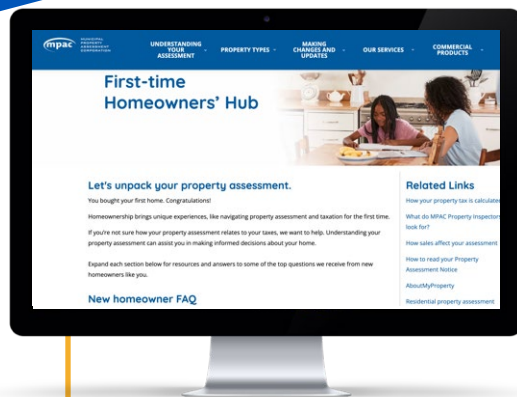 mpac
MUNICIPAL
PROPERTY
ASSESSMENT
CORPORATION
UNDERSTANDING
YOUR
ASSESSMENT
PROPERTY TYPES
MAKING
CHANGES AND
UPDATES
OUR SERVICES
COMMERCIAL
PRODUCTS
First-time
Homeowners' Hub
Let's unpack your property assessment.
You bought your first home. Congratulations!
Homeownership brings unique experiences, like navigating property assessment and taxation for the first time.
If you're not sure how your property assessment relates to your taxes, we want to help. Understanding your
property assessment can assist you in making informed decisions about your home.
Expand each section below for resources and answers to some of the top questions we receive from new
homeowners like you.
New homeowner FAQ
Related Links
How your property tax is calculated
What do MPAC Property Inspectors
look for?
How sales affect your assessment
How to read your Property
Assessment Notice
AboutMyProperty
Residential property assessment